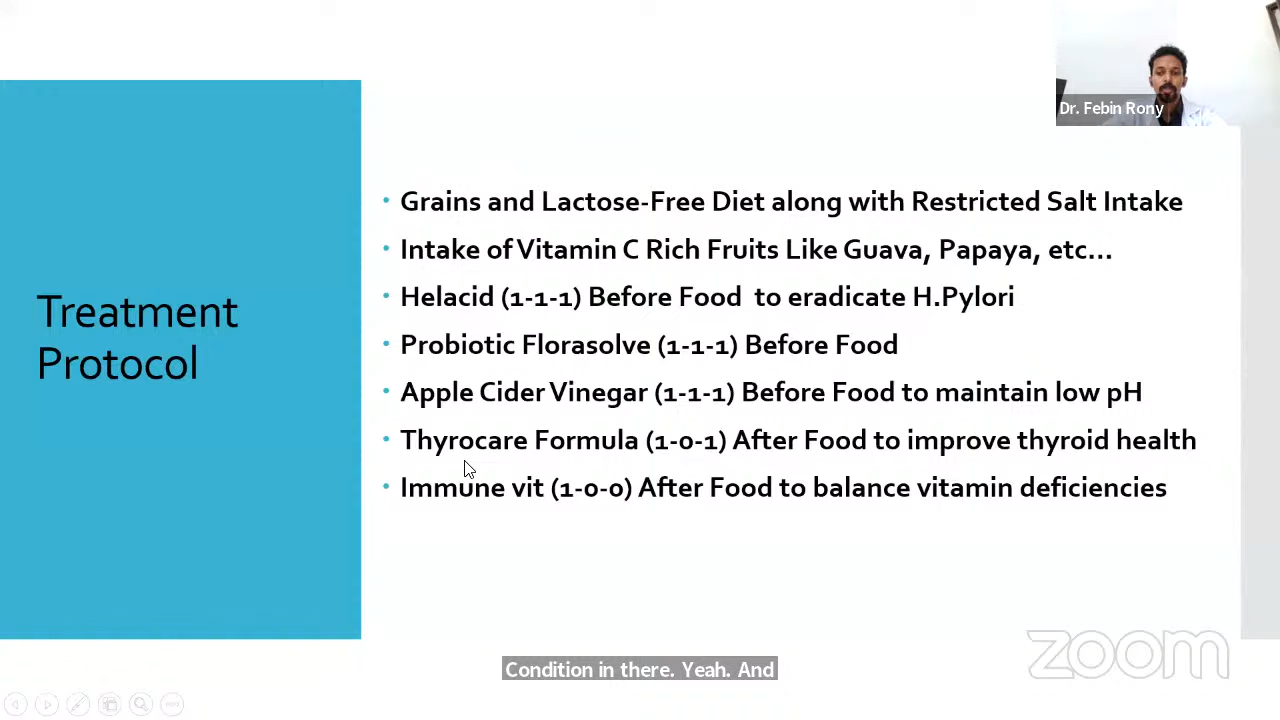 Dr. Febin Rony
Treatment
Protocol
• Grains and Lactose-Free Diet along with Restricted Salt Intake
• Intake of Vitamin C Rich Fruits Like Guava, Papaya, etc...
• Helacid (1-1-1) Before Food to eradicate H.Pylori
• Probiotic Florasolve (1-1-1) Before Food
• Apple Cider Vinegar (1-1-1) Before Food to maintain low pH
• Thyrocare Formula (1-0-1) After Food to improve thyroid health
• Immune vit (1-0-0) After Food to balance vitamin deficiencies
zoom
Condition in there. Yeah. And